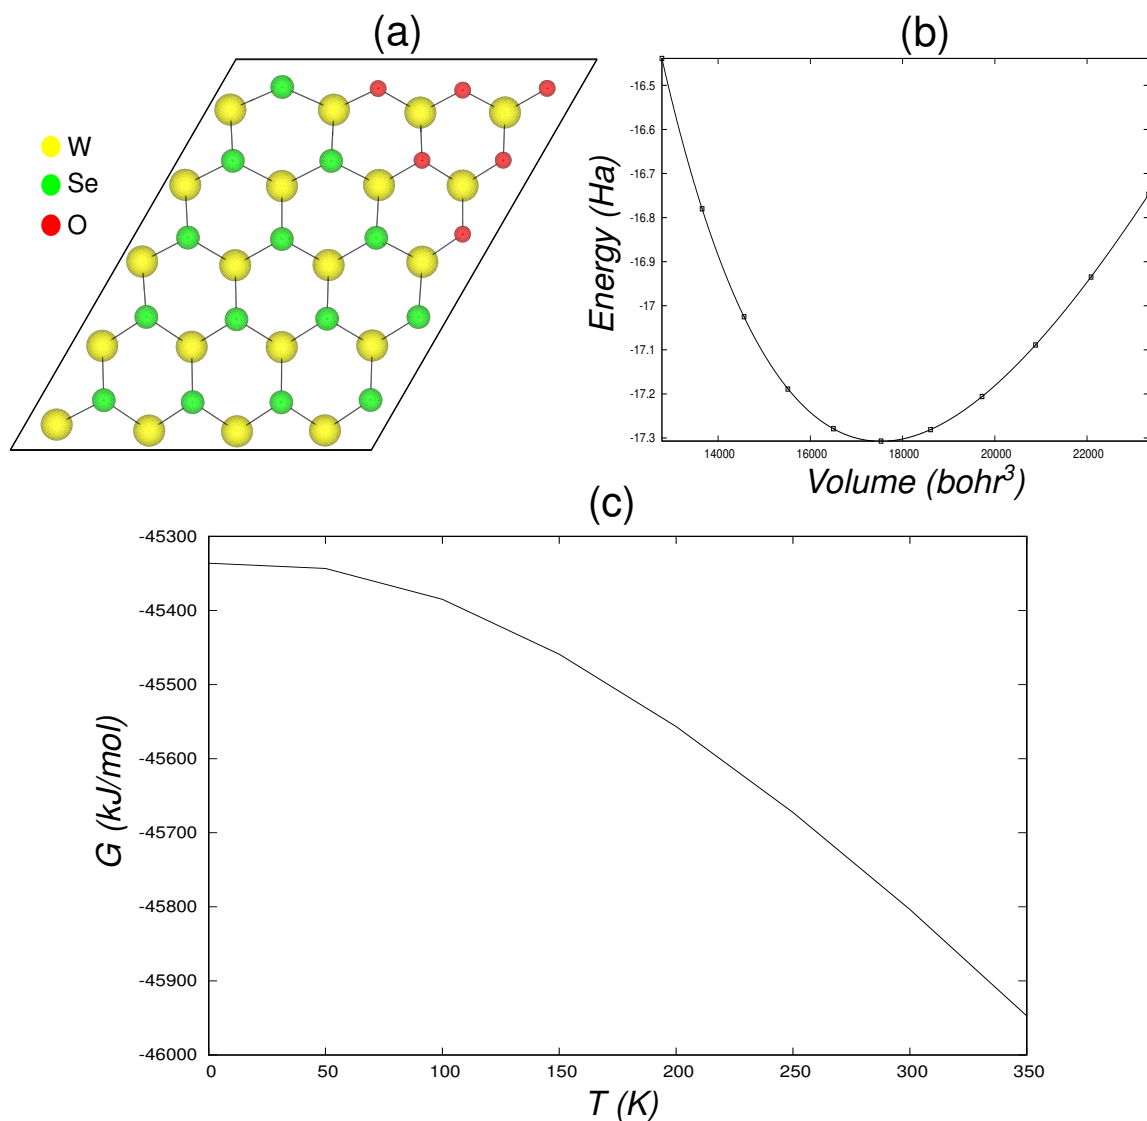 (a)
W
Se
O
(b)
Energy (Ha)
-16.5
-16.6
-16.7
-16.8
-16.9
-17
-17.1
-17.2
-17.3
14000 16000 18000 20000 22000
Volume (bohr³)
(c)
G (kJ/mol)
-45300
-45400
-45500
-45600
-45700
-45800
-45900
-46000
0 50 100 150 200 250 300 350
T (K)